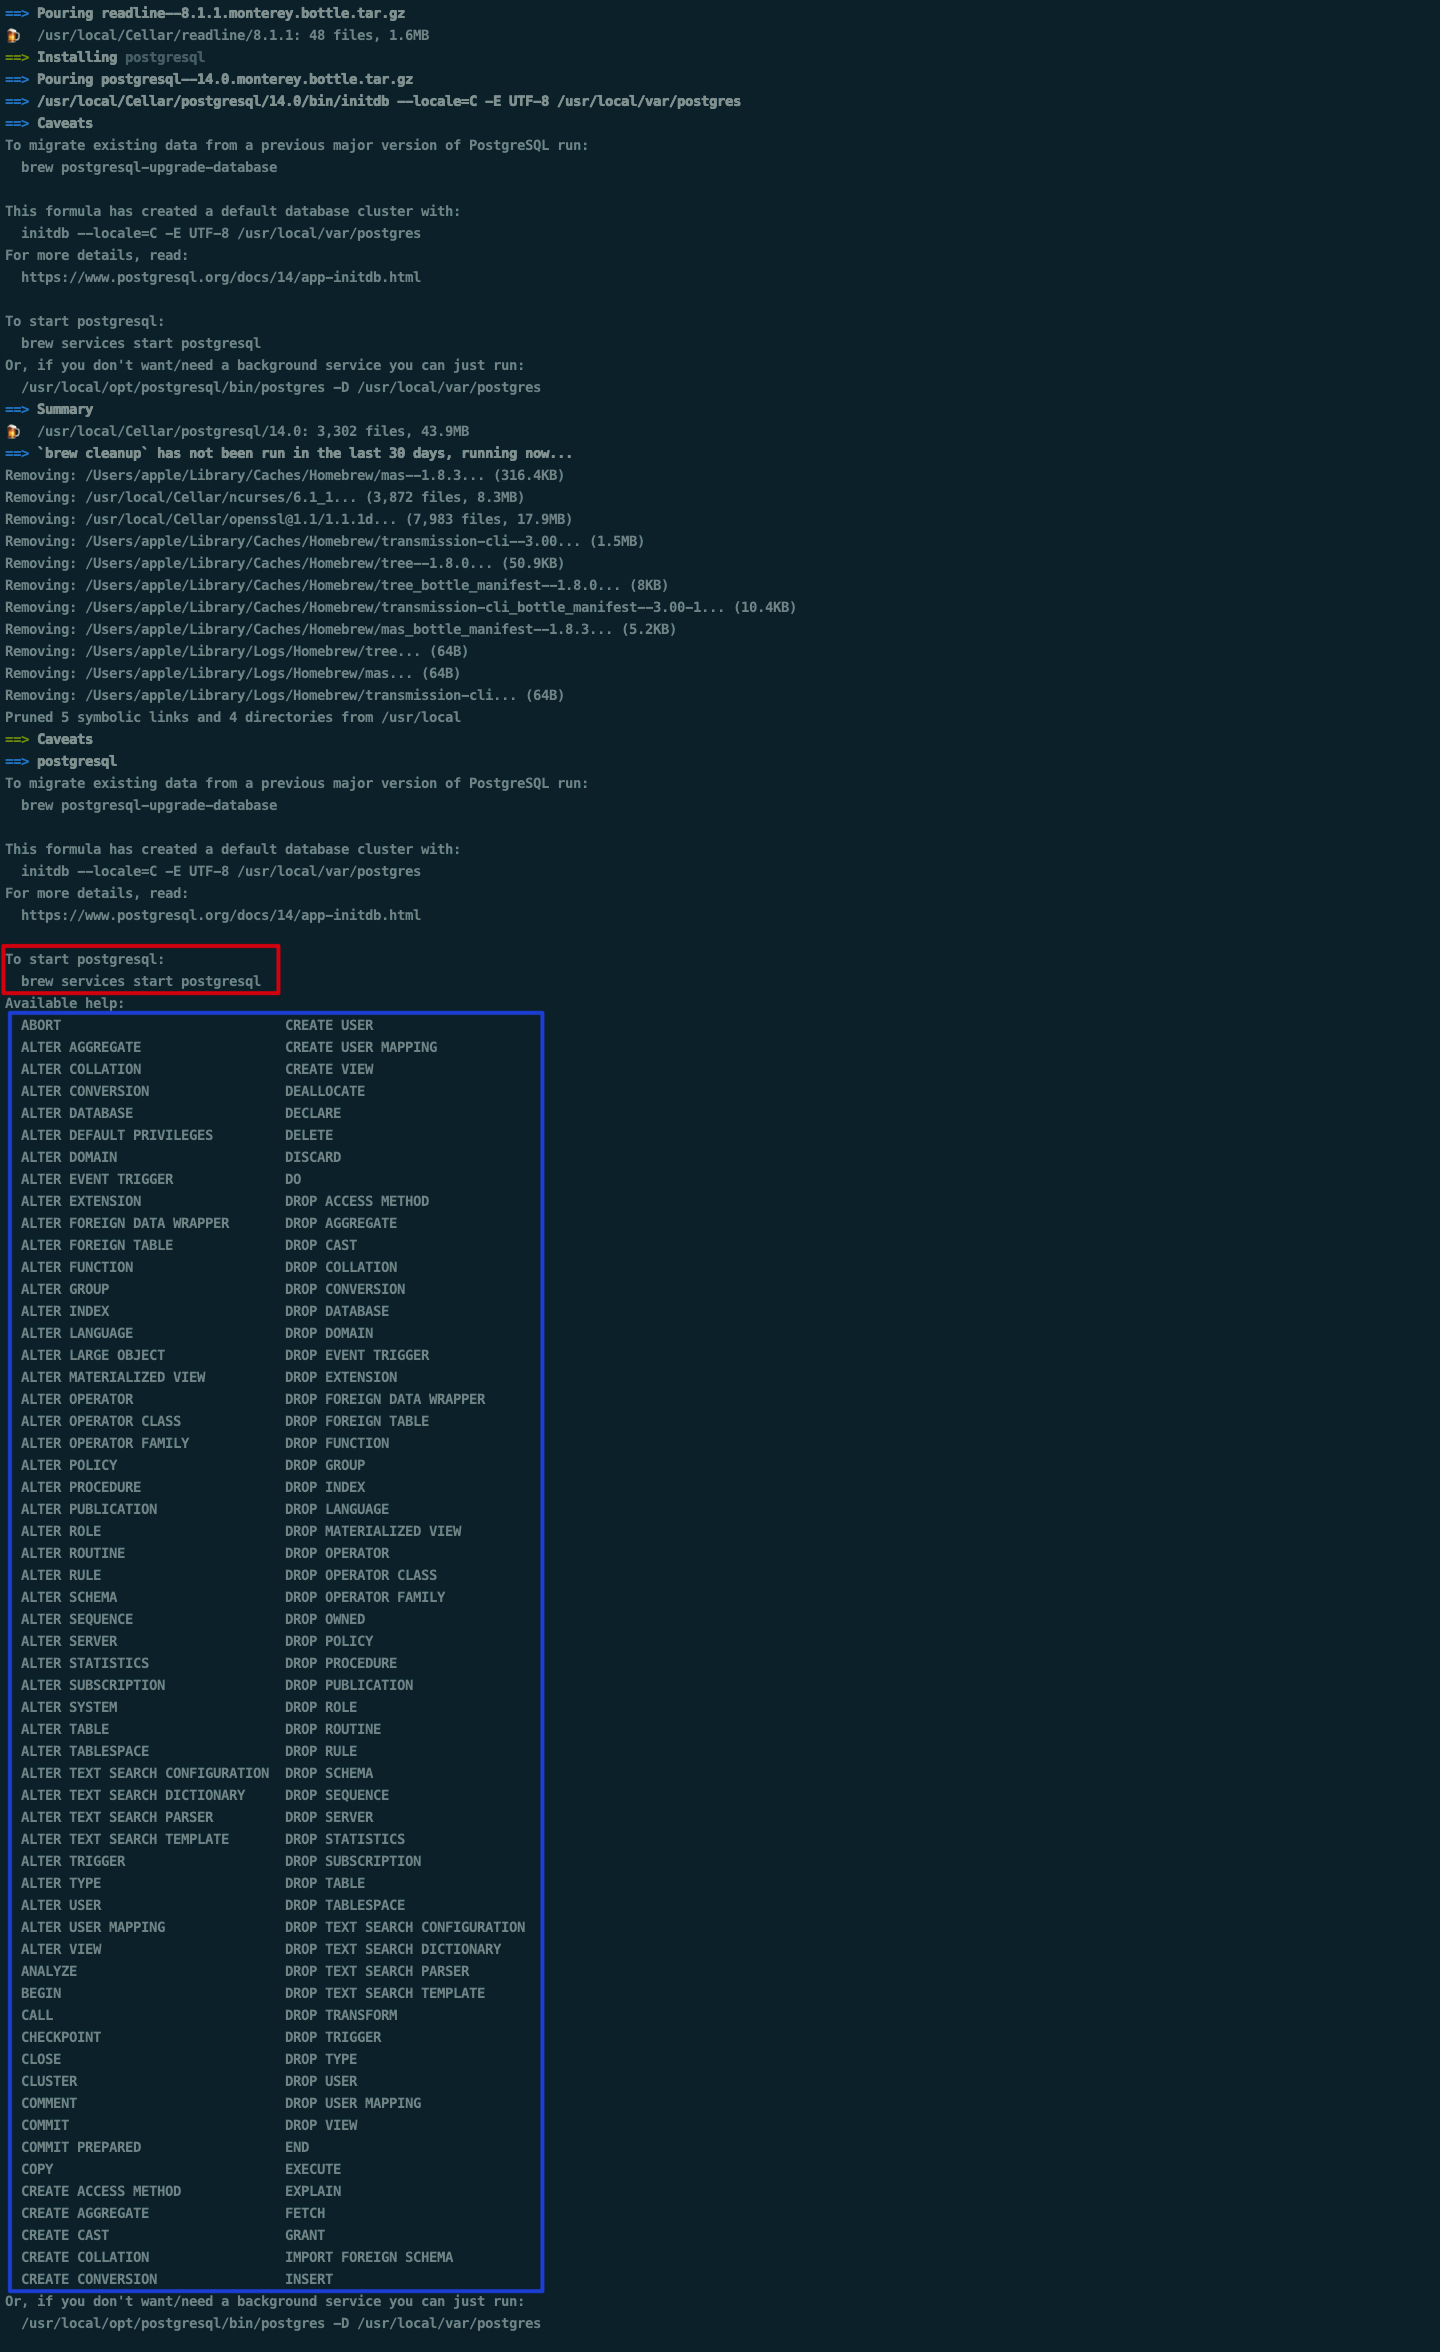 ==> Pouring readline--8.1.1.monterey.bottle.tar.gz
🍺  /usr/local/Cellar/readline/8.1.1: 48 files, 1.6MB
==> Installing postgresql
==> Pouring postgresql--14.0.monterey.bottle.tar.gz
==> /usr/local/Cellar/postgresql/14.0/bin/initdb --locale=C -E UTF-8 /usr/local/var/postgres
==> Caveats
To migrate existing data from a previous major version of PostgreSQL run:
  brew postgresql-upgrade-database

This formula has created a default database cluster with:
  initdb --locale=C -E UTF-8 /usr/local/var/postgres
For more details, read:
  https://www.postgresql.org/docs/14/app-initdb.html

To start postgresql:
  brew services start postgresql
Or, if you don't want/need a background service you can just run:
  /usr/local/opt/postgresql/bin/postgres -D /usr/local/var/postgres
==> Summary
🍺  /usr/local/Cellar/postgresql/14.0: 3,302 files, 43.9MB
==> `brew cleanup` has not been run in the last 30 days, running now...
Removing: /Users/apple/Library/Caches/Homebrew/mas--1.8.3... (316.4KB)
Removing: /usr/local/Cellar/ncurses/6.1_1... (3,872 files, 8.3MB)
Removing: /usr/local/Cellar/openssl@1.1/1.1.1d... (7,983 files, 17.9MB)
Removing: /Users/apple/Library/Caches/Homebrew/transmission-cli--3.00... (1.5MB)
Removing: /Users/apple/Library/Caches/Homebrew/tree--1.8.0... (50.9KB)
Removing: /Users/apple/Library/Caches/Homebrew/tree_bottle_manifest--1.8.0... (8KB)
Removing: /Users/apple/Library/Caches/Homebrew/transmission-cli_bottle_manifest--3.00-1... (10.4KB)
Removing: /Users/apple/Library/Caches/Homebrew/mas_bottle_manifest--1.8.3... (5.2KB)
Removing: /Users/apple/Library/Logs/Homebrew/tree... (64B)
Removing: /Users/apple/Library/Logs/Homebrew/mas... (64B)
Removing: /Users/apple/Library/Logs/Homebrew/transmission-cli... (64B)
Pruned 5 symbolic links and 4 directories from /usr/local
==> Caveats
==> postgresql
To migrate existing data from a previous major version of PostgreSQL run:
  brew postgresql-upgrade-database

This formula has created a default database cluster with:
  initdb --locale=C -E UTF-8 /usr/local/var/postgres
For more details, read:
  https://www.postgresql.org/docs/14/app-initdb.html

To start postgresql:
  brew services start postgresql
Available help:
  ABORT                            CREATE USER
  ALTER AGGREGATE                  CREATE USER MAPPING
  ALTER COLLATION                  CREATE VIEW
  ALTER CONVERSION                 DEALLOCATE
  ALTER DATABASE                   DECLARE
  ALTER DEFAULT PRIVILEGES         DELETE
  ALTER DOMAIN                     DISCARD
  ALTER EVENT TRIGGER              DO
  ALTER EXTENSION                  DROP ACCESS METHOD
  ALTER FOREIGN DATA WRAPPER       DROP AGGREGATE
  ALTER FOREIGN TABLE              DROP CAST
  ALTER FUNCTION                   DROP COLLATION
  ALTER GROUP                      DROP CONVERSION
  ALTER INDEX                      DROP DATABASE
  ALTER LANGUAGE                   DROP DOMAIN
  ALTER LARGE OBJECT               DROP EVENT TRIGGER
  ALTER MATERIALIZED VIEW          DROP EXTENSION
  ALTER OPERATOR                   DROP FOREIGN DATA WRAPPER
  ALTER OPERATOR CLASS             DROP FOREIGN TABLE
  ALTER OPERATOR FAMILY            DROP FUNCTION
  ALTER POLICY                     DROP GROUP
  ALTER PROCEDURE                  DROP INDEX
  ALTER PUBLICATION                DROP LANGUAGE
  ALTER ROLE                       DROP MATERIALIZED VIEW
  ALTER ROUTINE                    DROP OPERATOR
  ALTER RULE                       DROP OPERATOR CLASS
  ALTER SCHEMA                     DROP OPERATOR FAMILY
  ALTER SEQUENCE                   DROP OWNED
  ALTER SERVER                     DROP POLICY
  ALTER STATISTICS                 DROP PROCEDURE
  ALTER SUBSCRIPTION               DROP PUBLICATION
  ALTER SYSTEM                     DROP ROLE
  ALTER TABLE                      DROP ROUTINE
  ALTER TABLESPACE                 DROP RULE
  ALTER TEXT SEARCH CONFIGURATION  DROP SCHEMA
  ALTER TEXT SEARCH DICTIONARY     DROP SEQUENCE
  ALTER TEXT SEARCH PARSER         DROP SERVER
  ALTER TEXT SEARCH TEMPLATE       DROP STATISTICS
  ALTER TRIGGER                    DROP SUBSCRIPTION
  ALTER TYPE                       DROP TABLE
  ALTER USER                       DROP TABLESPACE
  ALTER USER MAPPING               DROP TEXT SEARCH CONFIGURATION
  ALTER VIEW                       DROP TEXT SEARCH DICTIONARY
  ANALYZE                          DROP TEXT SEARCH PARSER
  BEGIN                            DROP TEXT SEARCH TEMPLATE
  CALL                             DROP TRANSFORM
  CHECKPOINT                       DROP TRIGGER
  CLOSE                            DROP TYPE
  CLUSTER                          DROP USER
  COMMENT                          DROP USER MAPPING
  COMMIT                           DROP VIEW
  COMMIT PREPARED                  END
  COPY                             EXECUTE
  CREATE ACCESS METHOD             EXPLAIN
  CREATE AGGREGATE                 FETCH
  CREATE CAST                      GRANT
  CREATE COLLATION                 IMPORT FOREIGN SCHEMA
  CREATE CONVERSION                INSERT
Or, if you don't want/need a background service you can just run:
  /usr/local/opt/postgresql/bin/postgres -D /usr/local/var/postgres